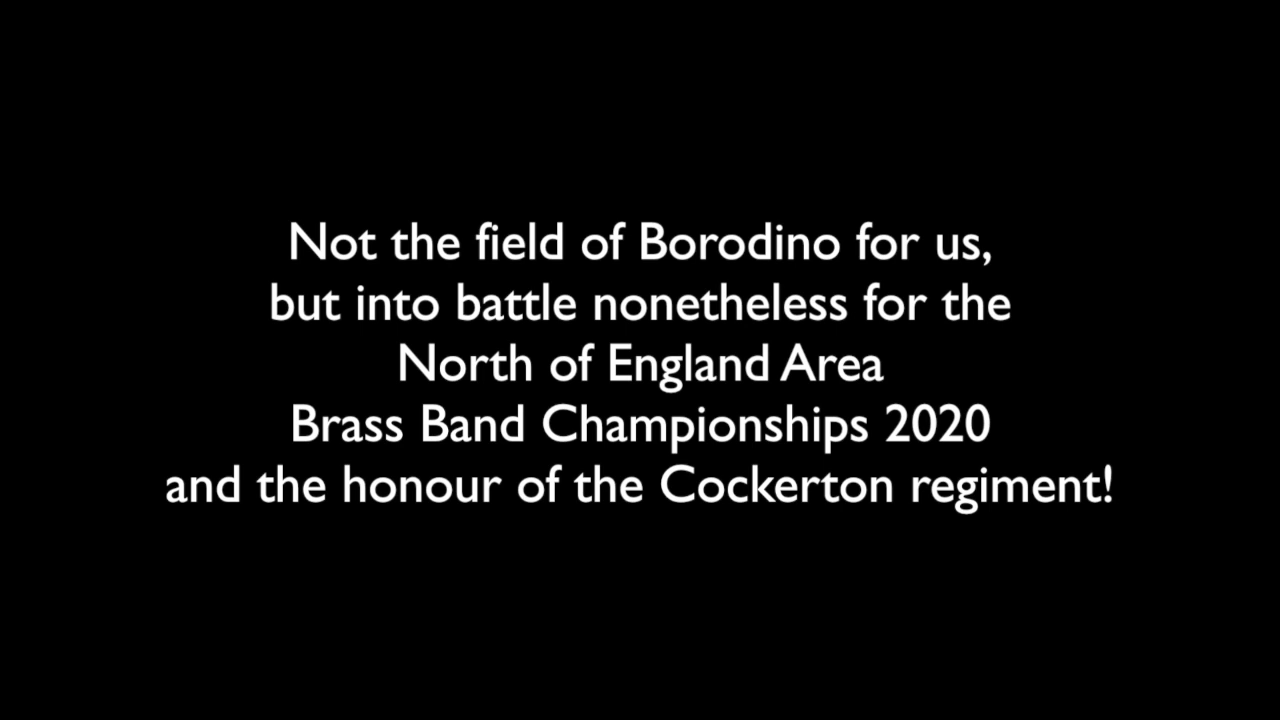 Not the field of Borodino for us,
but into battle nonetheless for the
North of England Area
Brass Band Championships 2020
and the honour of the Cockerton regiment!